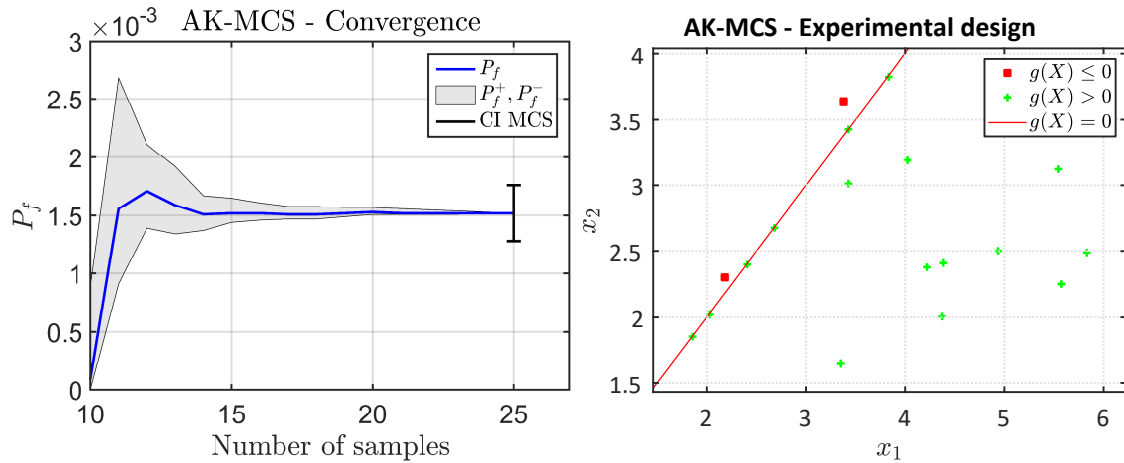 AK-MCS - Convergence
×10⁻³
3
2.5
2
1.5
1
0.5
0
P_f
10
15
20
25
Number of samples
P_f
P_f^+, P_f^-
CI MCS
AK-MCS - Experimental design
4
3.5
3
2.5
2
1.5
x_2
2
3
4
5
6
x_1
g(X) ≤ 0
g(X) > 0
g(X) = 0